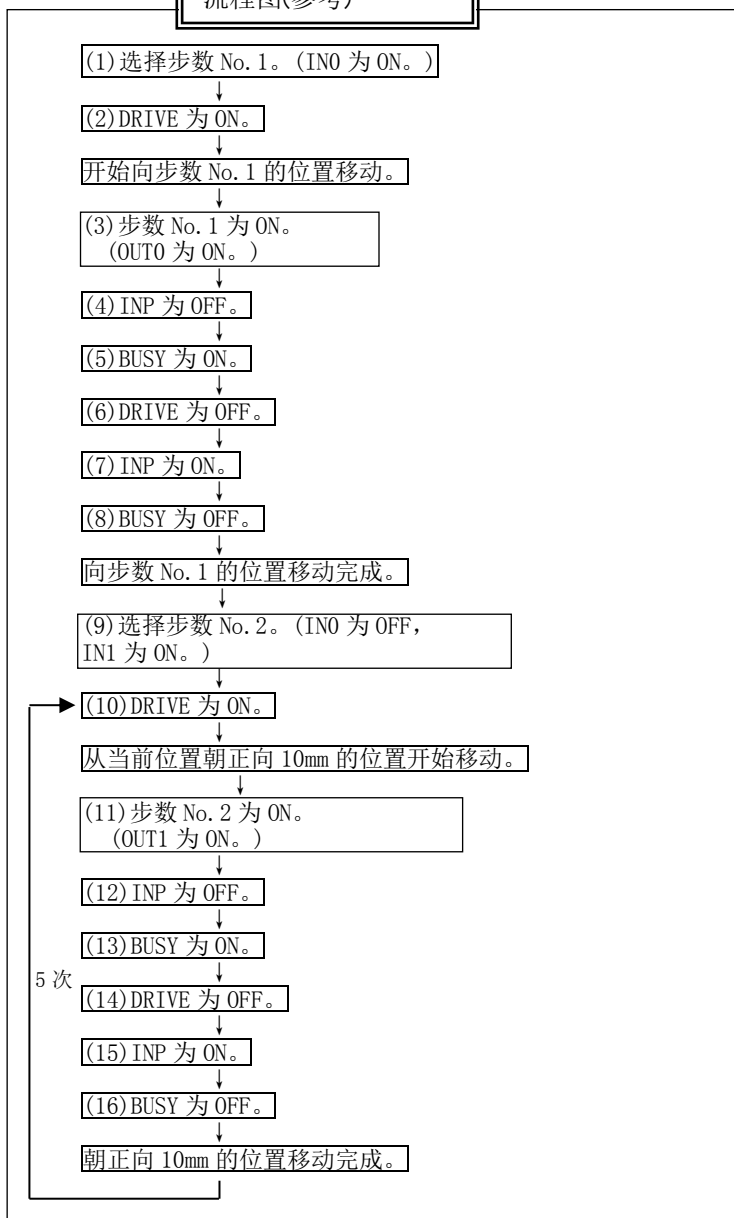 流程图(参考)
(1)选择步数 No.1。(IN0 为 ON。)
(2)DRIVE 为 ON。
开始向步数 No.1 的位置移动。
(3)步数 No.1 为 ON。
(OUT0 为 ON。)
(4)INP 为 OFF。
(5)BUSY 为 ON。
(6)DRIVE 为 OFF。
(7)INP 为 ON。
(8)BUSY 为 OFF。
向步数 No.1 的位置移动完成。
(9)选择步数 No.2。(IN0 为 OFF,
IN1 为 ON。)
(10)DRIVE 为 ON。
从当前位置朝正向 10mm 的位置开始移动。
(11)步数 No.2 为 ON。
(OUT1 为 ON。)
(12)INP 为 OFF。
(13)BUSY 为 ON。
5 次
(14)DRIVE 为 OFF。
(15)INP 为 ON。
(16)BUSY 为 OFF。
朝正向 10mm 的位置移动完成。